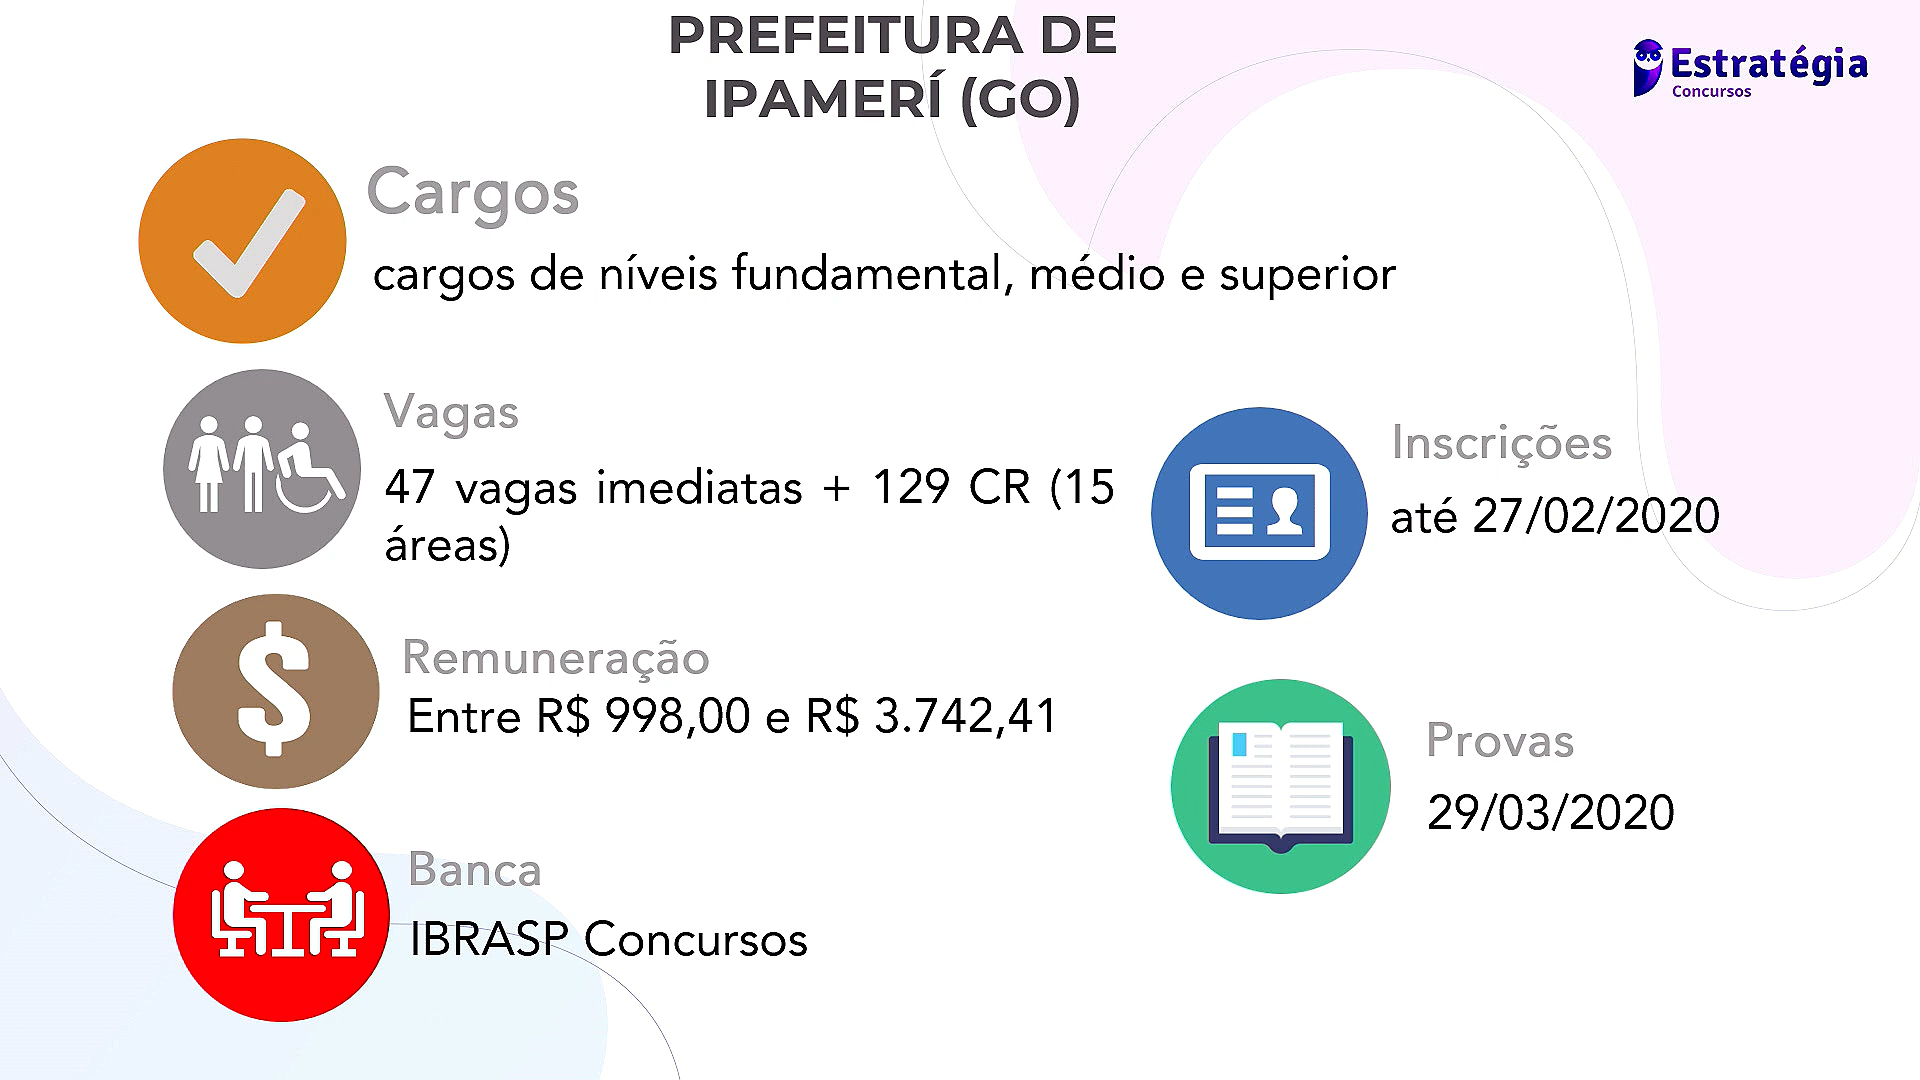 PREFEITURA DE
IPAMERÍ (GO)
Estratégia
Concursos
Cargos
cargos de níveis fundamental, médio e superior
Vagas
47 vagas imediatas + 129 CR (15
áreas)
Inscrições
até 27/02/2020
Remuneração
Entre R$ 998,00 e R$ 3.742,41
Provas
29/03/2020
Banca
IBRASP Concursos